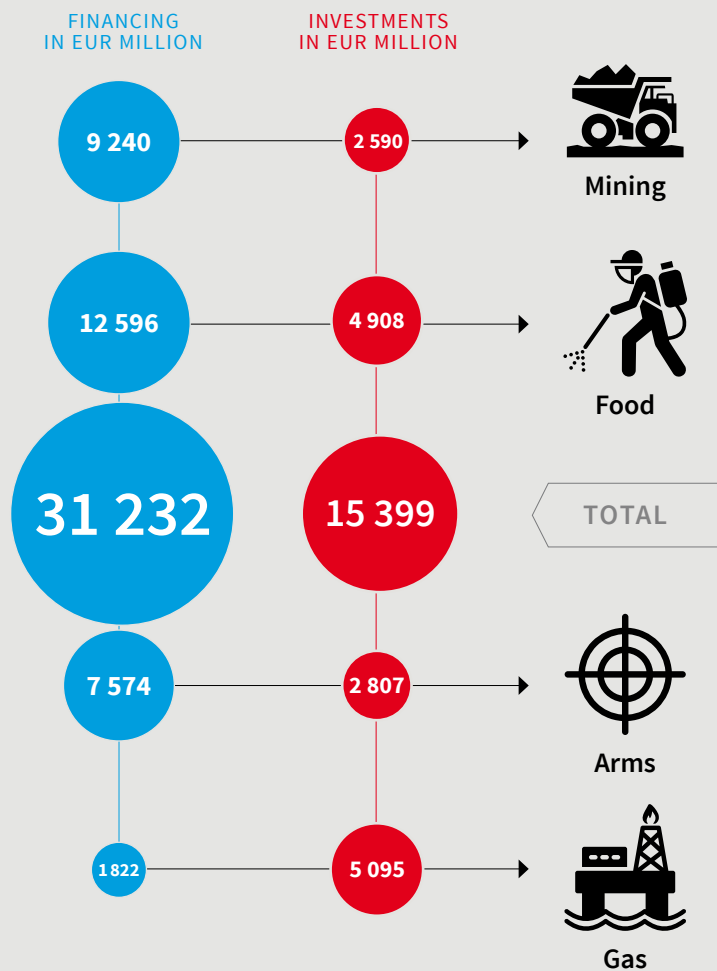 FINANCING
IN EUR MILLION
INVESTMENTS
IN EUR MILLION
9 240
2 590
Mining
12 596
4 908
Food
31 232
15 399
TOTAL
7 574
2 807
Arms
1 822
5 095
Gas